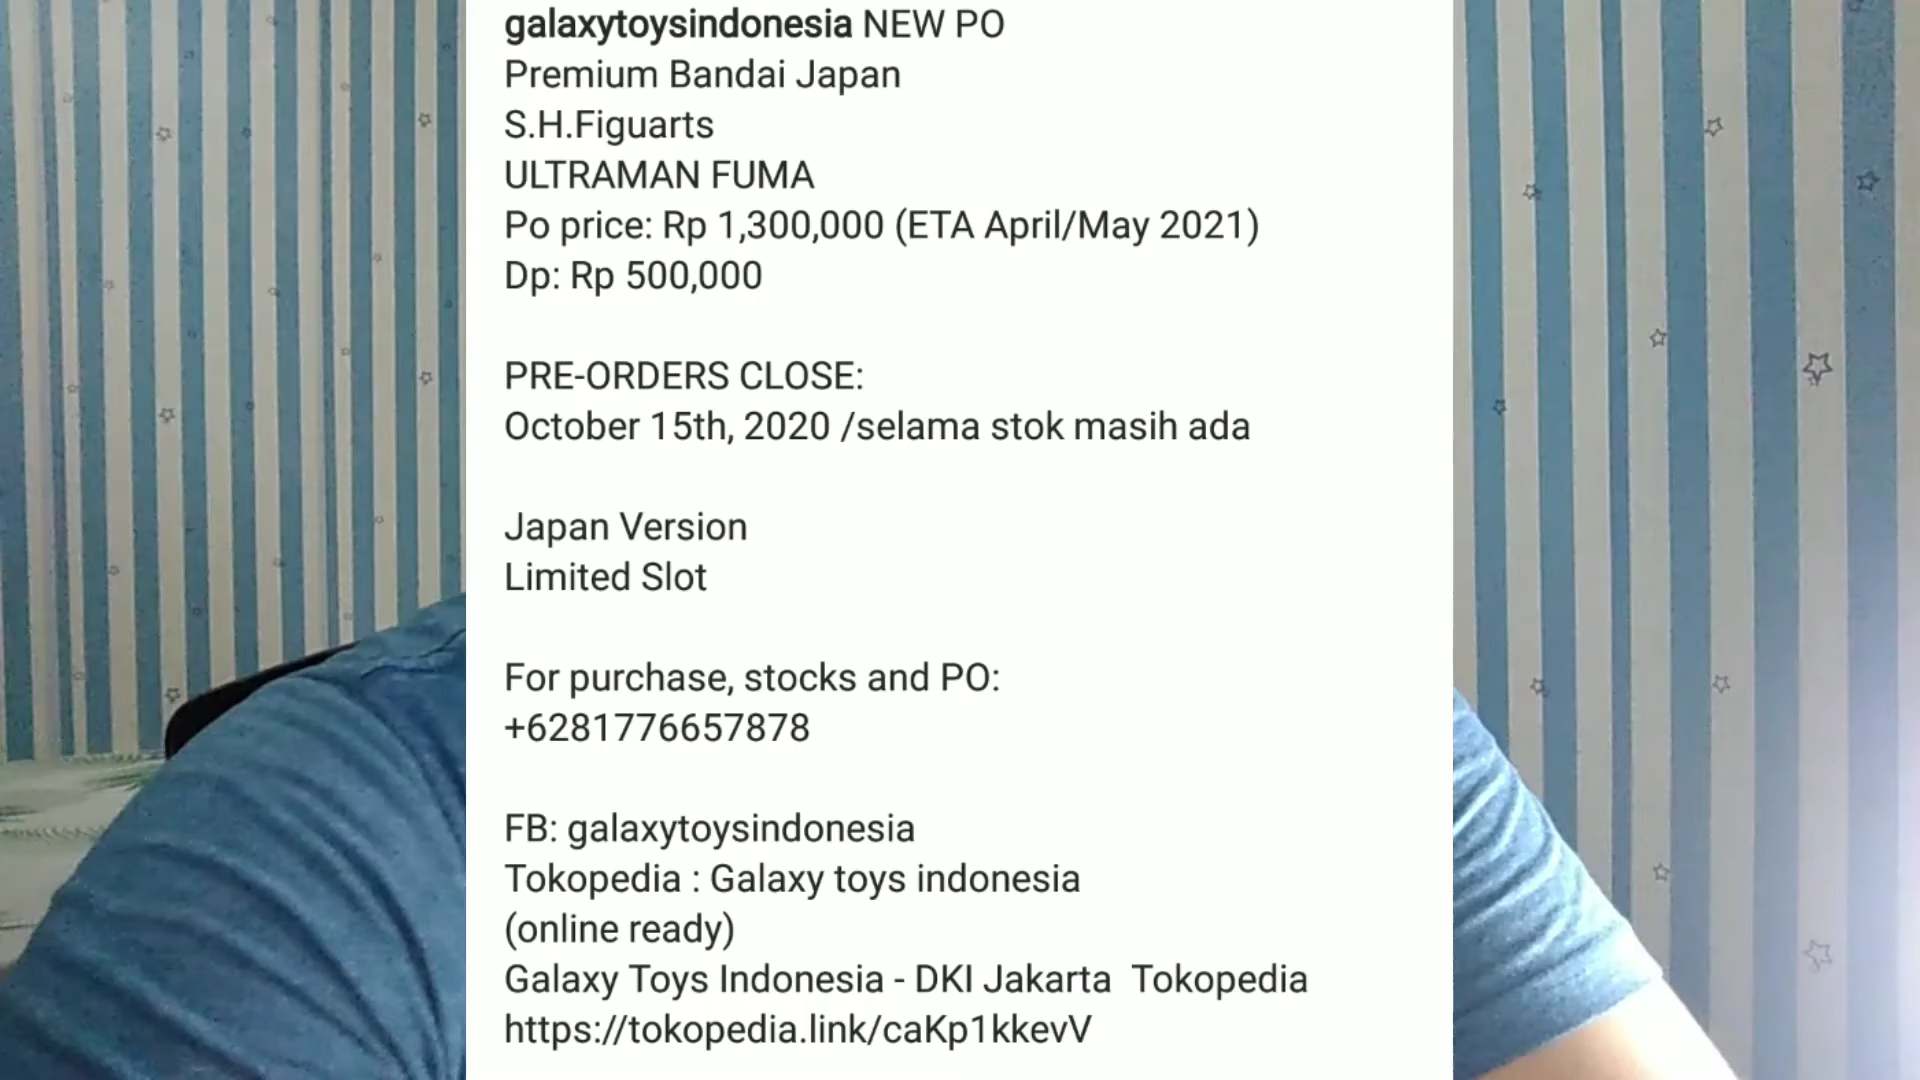 galaxytoysindonesia NEW PO
Premium Bandai Japan
S.H.Figuarts
ULTRAMAN FUMA
Po price: Rp 1,300,000 (ETA April/May 2021)
Dp: Rp 500,000
PRE-ORDERS CLOSE:
October 15th, 2020 /selama stok masih ada
Japan Version
Limited Slot
For purchase, stocks and PO:
+6281776657878
FB: galaxytoysindonesia
Tokopedia : Galaxy toys indonesia
(online ready)
Galaxy Toys Indonesia - DKI Jakarta  Tokopedia
https://tokopedia.link/caKp1kkevV